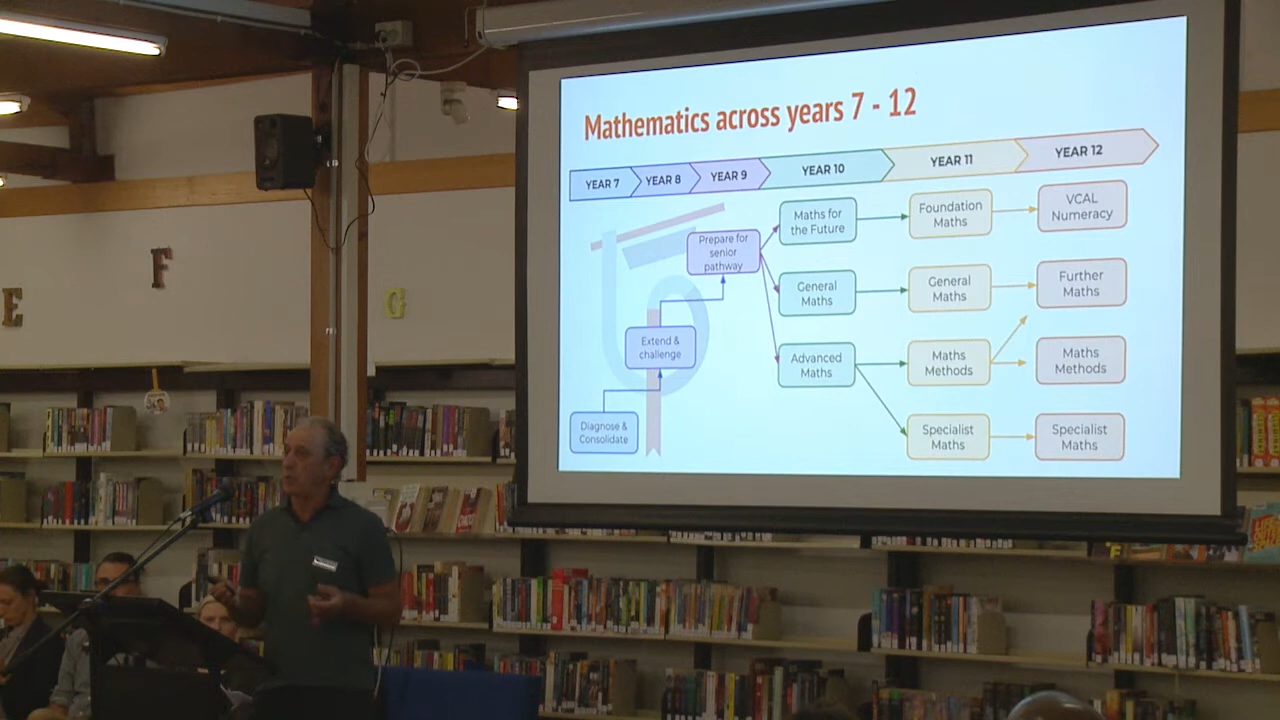 Mathematics across years 7 - 12
YEAR 7
YEAR 8
YEAR 9
YEAR 10
YEAR 11
YEAR 12
Prepare for
senior
pathway
Extend &
challenge
Diagnose &
Consolidate
Maths for
the Future
General
Maths
Advanced
Maths
Foundation
Maths
General
Maths
Maths
Methods
Specialist
Maths
VCAL
Numeracy
Further
Maths
Maths
Methods
Specialist
Maths
E
F
G